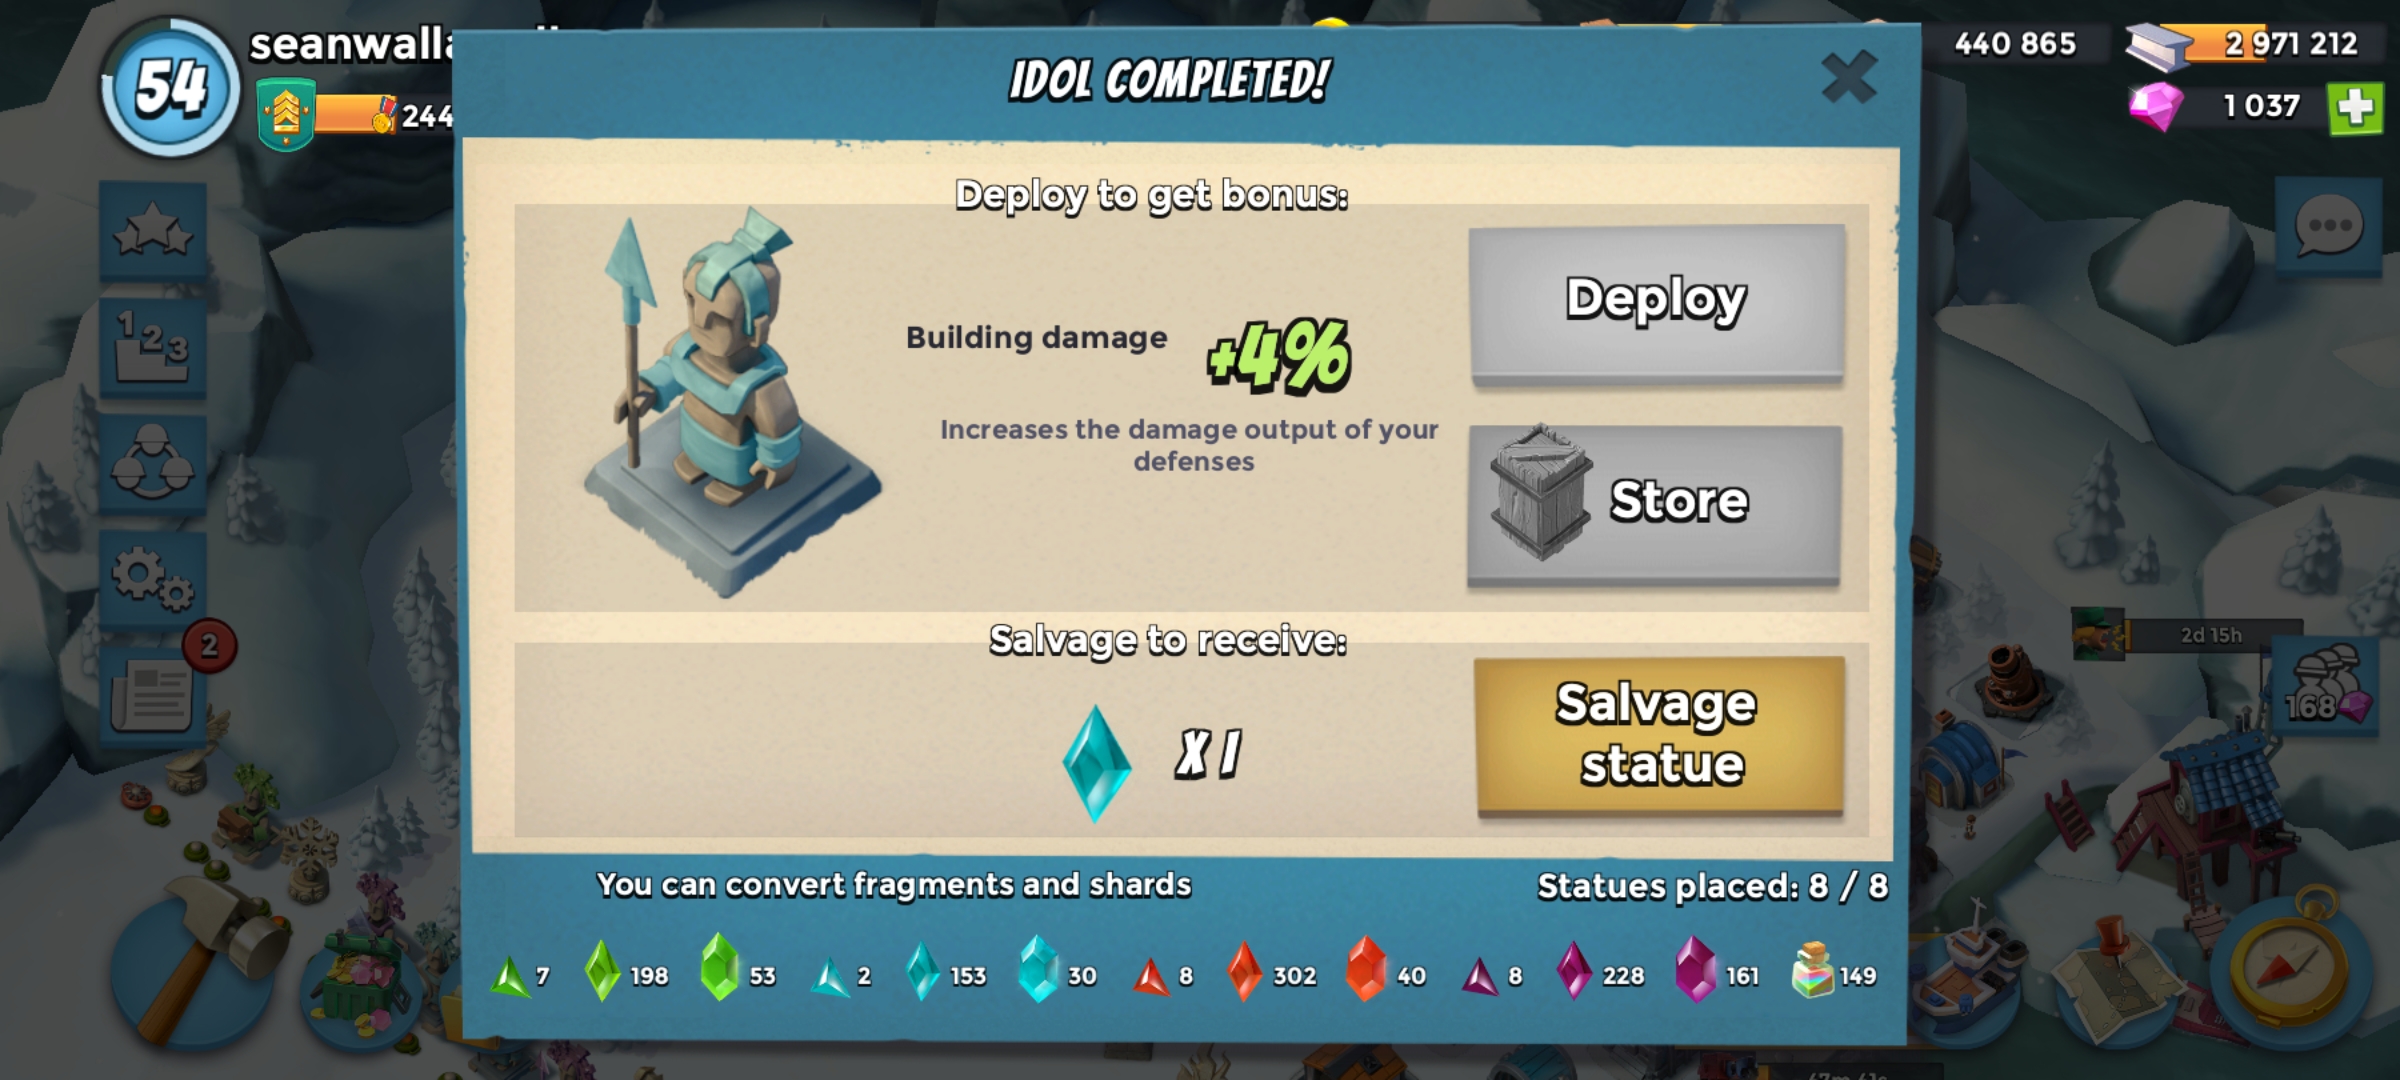 54
244
440 865
2 971 212
1 037
IDOL COMPLETED!
Deploy to get bonus:
Building damage +4%
Increases the damage output of your
defenses
Deploy
Store
Salvage to receive:
X 1
Salvage
statue
123
2
2d 15h
168
You can convert fragments and shards
Statues placed: 8 / 8
7 198 53 2 153 30 8 302 40 8 228 161 149